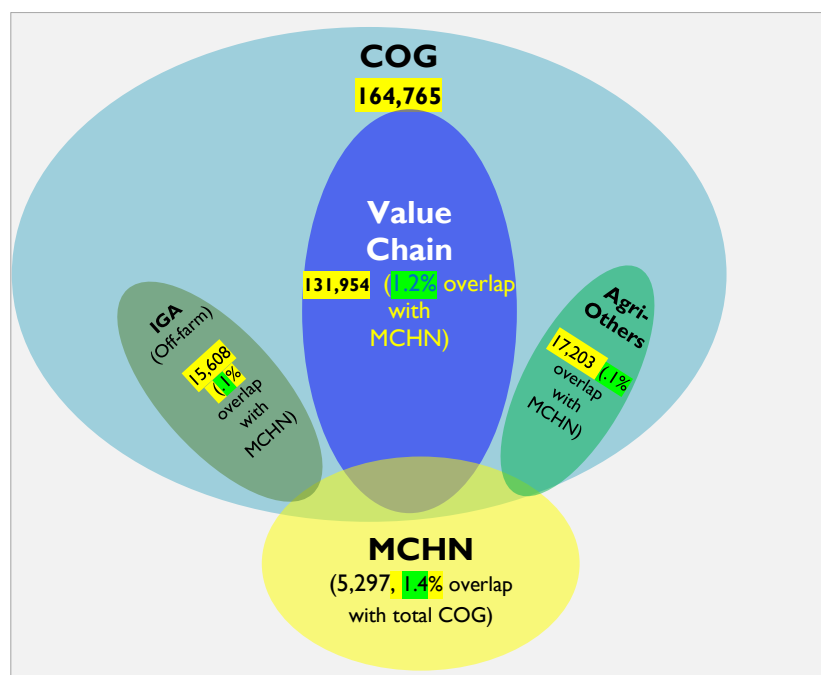 COG
164,765
Value
Chain
131,954 (1.2% overlap
with
MCHN)
IGA
(Off-farm)
15,608
(.1%
overlap
with
MCHN)
Agri-
Others
17,203 (.1%
overlap
with
MCHN)
MCHN
(5,297, 1.4% overlap
with total COG)